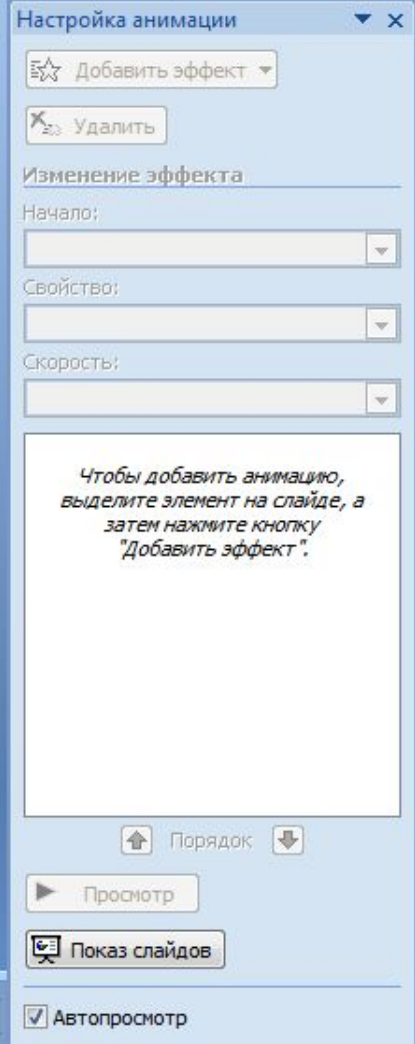 Настройка анимации
Добавить эффект
Удалить
Изменение эффекта
Начало:
Свойство:
Скорость:
Чтобы добавить анимацию,
выделите элемент на слайде, а
затем нажмите кнопку
"Добавить эффект".
Порядок
Просмотр
Показ слайдов
Автопросмотр